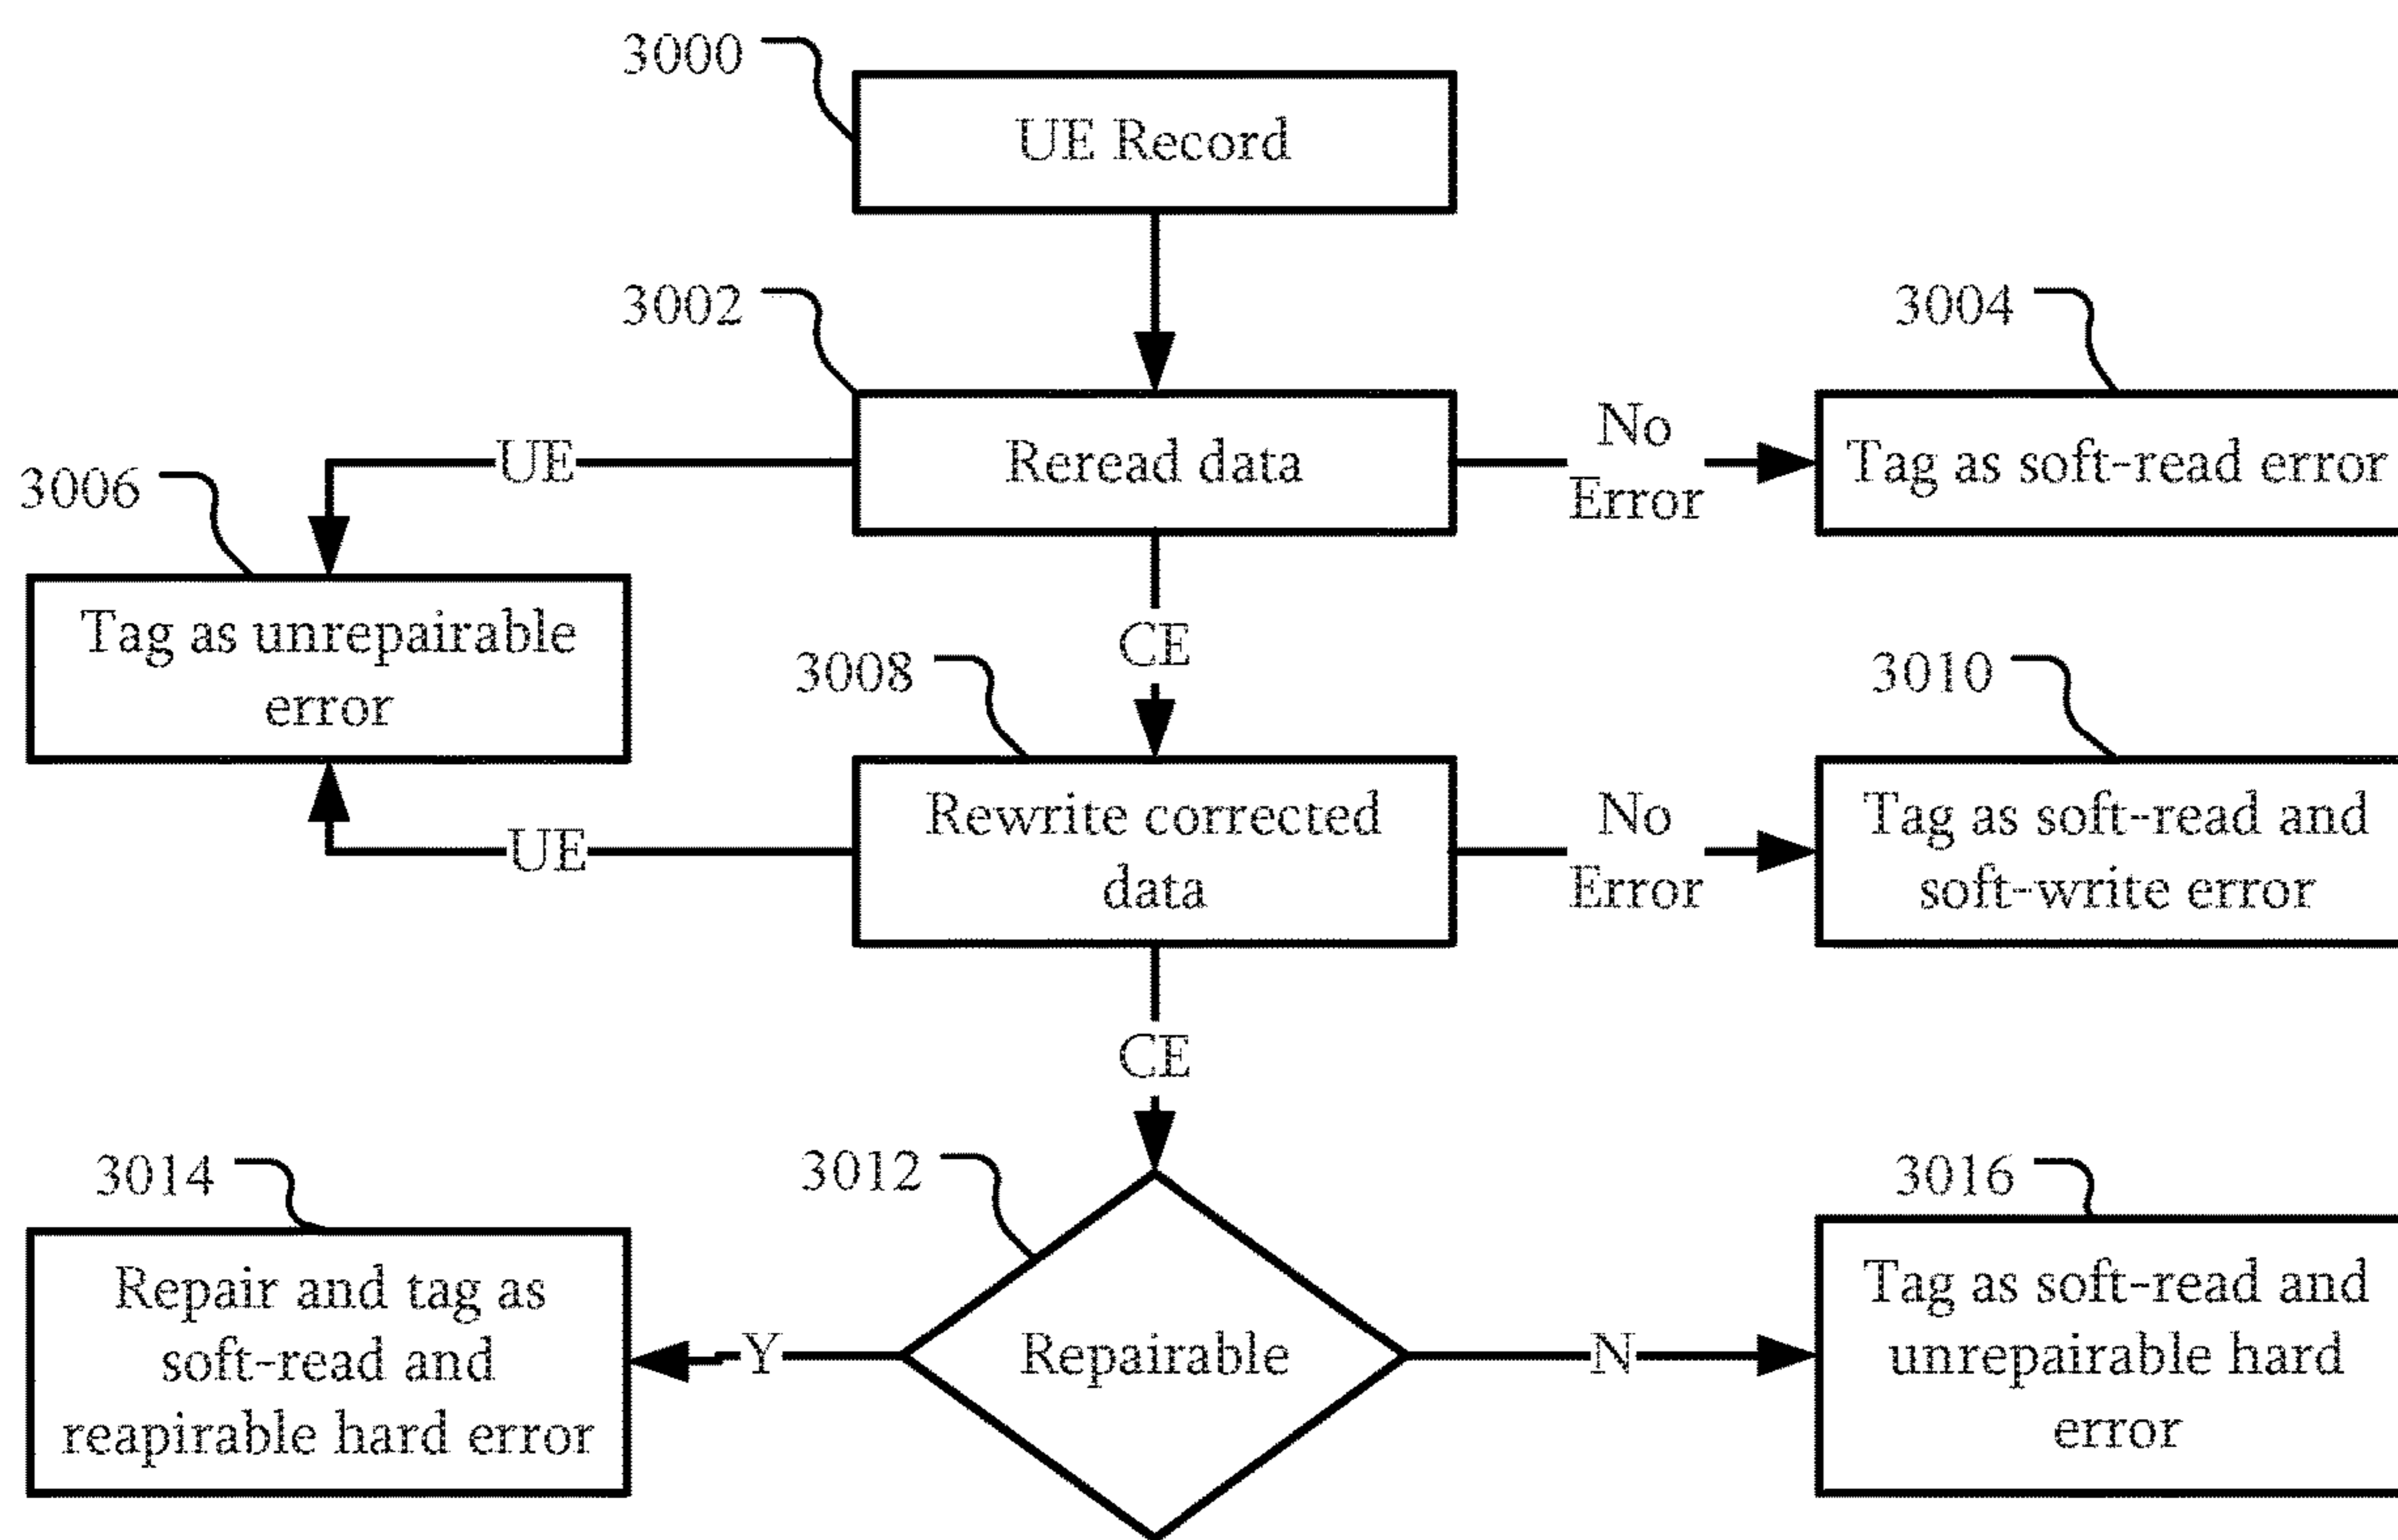 3000
UE Record
3002
3004
Reread data
No
Error
Tag as soft-read error
UE
3006
Tag as unrepairable
error
CE
3008
3010
Rewrite corrected
data
No
Error
Tag as soft-read and
soft-write error
UE
CE
3014
3012
3016
Repair and tag as
soft-read and
reapirable hard error
Y
Repairable
N
Tag as soft-read and
unrepairable hard
error